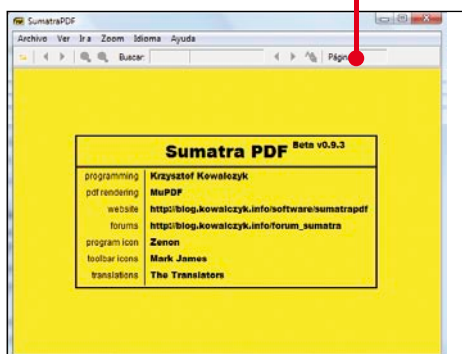 SumatraPDF
Archivo Ver Ir a Zoom Idioma Ayuda
Buscar: Página
Sumatra PDF Beta v0.9.3
programming Krzysztof Kowalczyk
pdf rendering MuPDF
website http://blog.kowalczyk.info/software/sumatrapdf
forums http://blog.kowalczyk.info/forum_sumatra
program icon Zenon
toolbar icons Mark James
translations The Translators